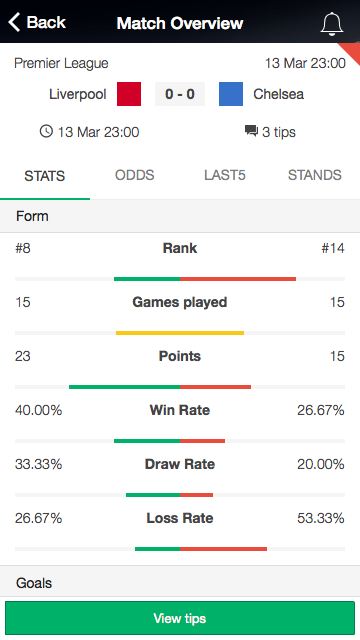 Back Match Overview
Premier League 13 Mar 23:00
Liverpool 0 - 0 Chelsea
13 Mar 23:00 3 tips
STATS ODDS LAST5 STANDS
Form
#8 Rank #14
15 Games played 15
23 Points 15
40.00% Win Rate 26.67%
33.33% Draw Rate 20.00%
26.67% Loss Rate 53.33%
Goals
View tips